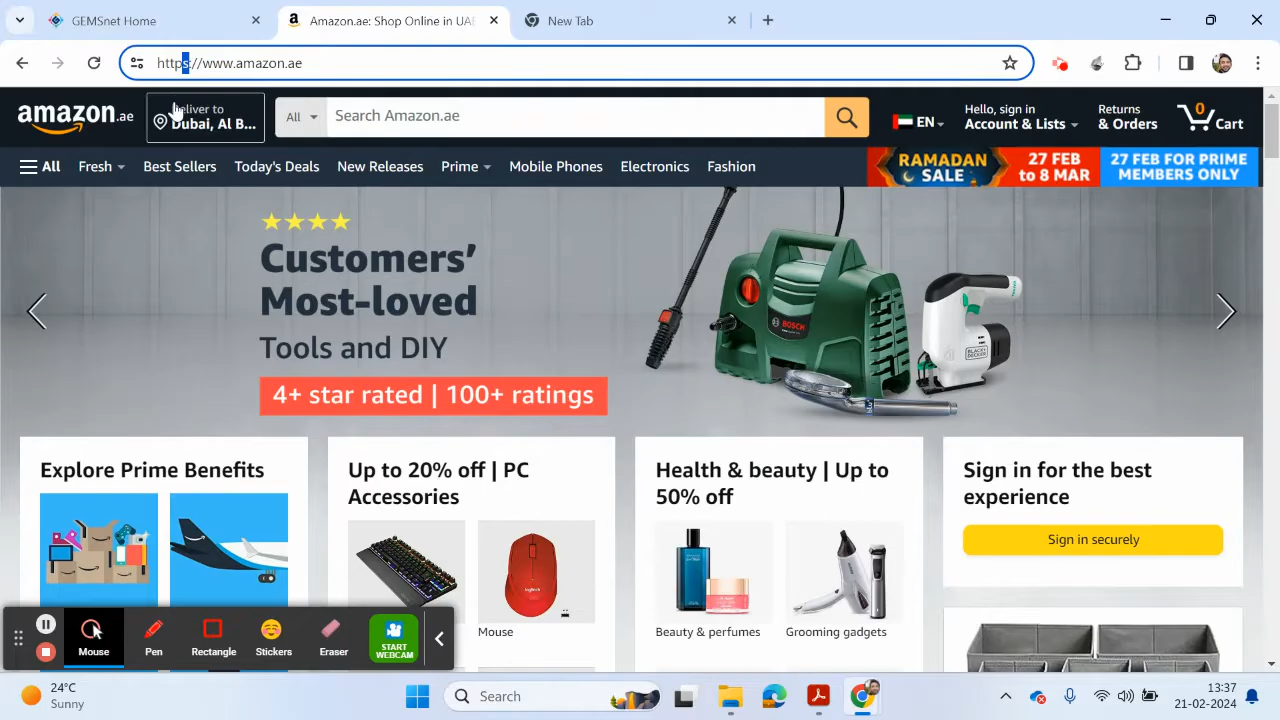 GEMSnet Home
Amazon.ae: Shop Online in UAE
New Tab
https://www.amazon.ae
amazon.ae
Deliver to
Dubai, Al B...
All
Search Amazon.ae
EN
Hello, sign in
Account & Lists
Returns
& Orders
0
Cart
All
Fresh
Best Sellers
Today's Deals
New Releases
Prime
Mobile Phones
Electronics
Fashion
RAMADAN
SALE
27 FEB
to 8 MAR
27 FEB FOR PRIME
MEMBERS ONLY
Customers'
Most-loved
Tools and DIY
4+ star rated | 100+ ratings
BOSCH
BLACK+
DECKER
Explore Prime Benefits
Up to 20% off | PC
Accessories
Health & beauty | Up to
50% off
Sign in for the best
experience
Sign in securely
Mouse
Beauty & perfumes
Grooming gadgets
Mouse
Pen
Rectangle
Stickers
Eraser
START
WEBCAM
24°C
Sunny
Search
13:37
21-02-2024